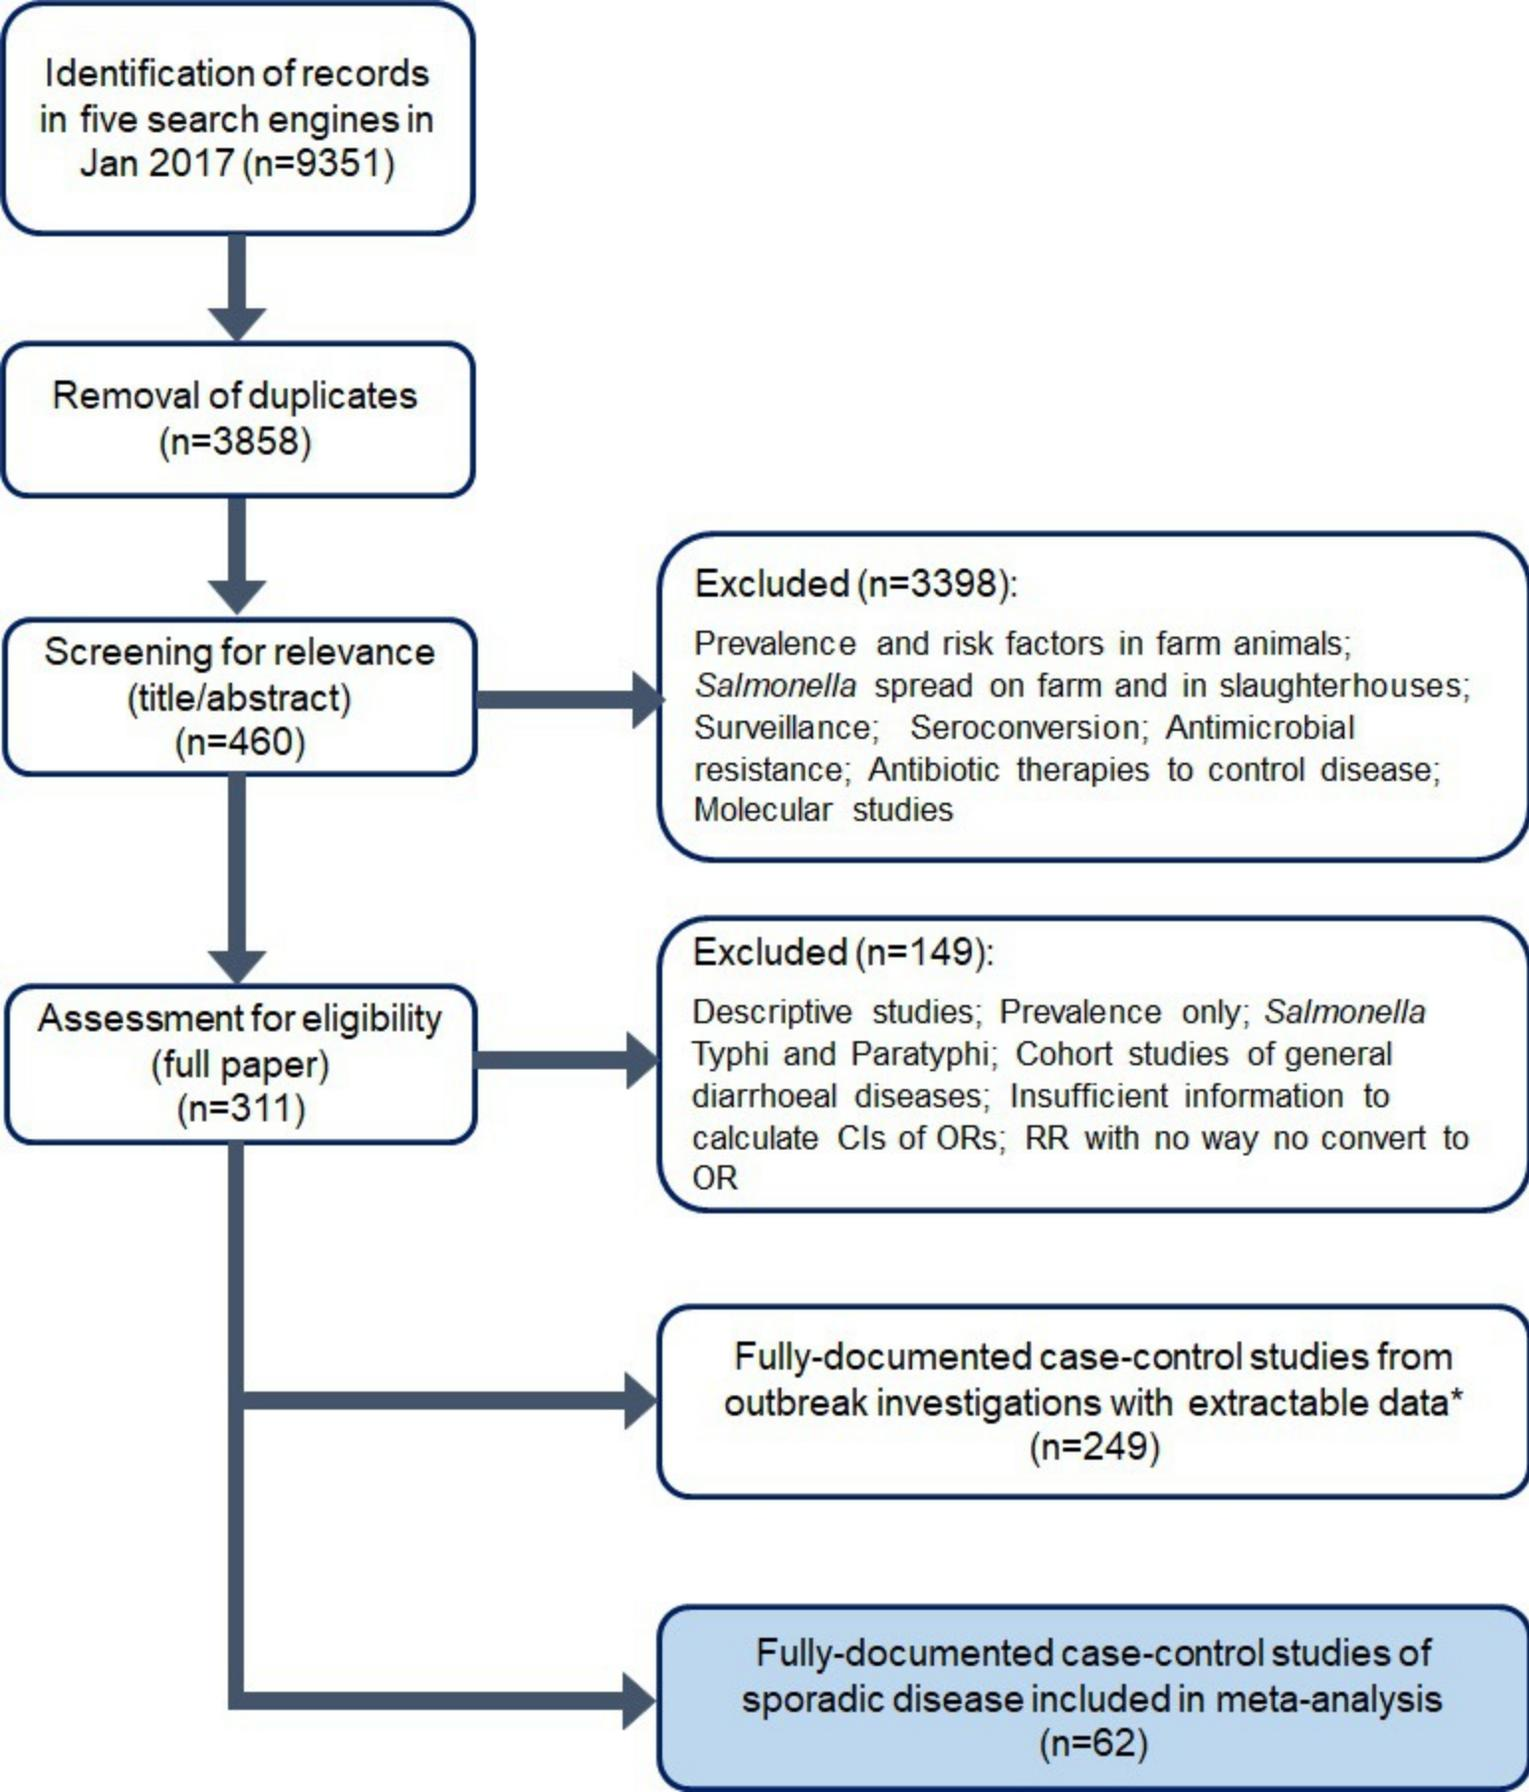 Identification of records
in five search engines in
Jan 2017 (n=9351)
Removal of duplicates
(n=3858)
Screening for relevance
(title/abstract)
(n=460)
Excluded (n=3398):
Prevalence and risk factors in farm animals;
Salmonella spread on farm and in slaughterhouses;
Surveillance; Seroconversion; Antimicrobial
resistance; Antibiotic therapies to control disease;
Molecular studies
Assessment for eligibility
(full paper)
(n=311)
Excluded (n=149):
Descriptive studies; Prevalence only; Salmonella
Typhi and Paratyphi; Cohort studies of general
diarrhoeal diseases; Insufficient information to
calculate CIs of ORs; RR with no way no convert to
OR
Fully-documented case-control studies from
outbreak investigations with extractable data*
(n=249)
Fully-documented case-control studies of
sporadic disease included in meta-analysis
(n=62)